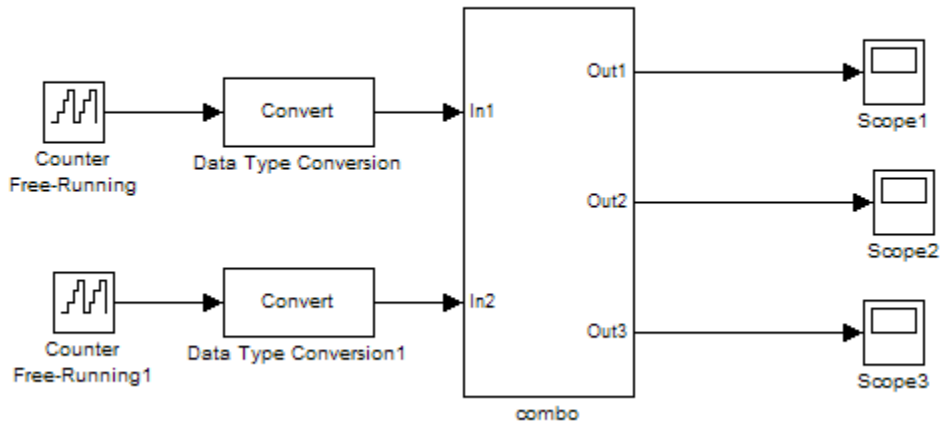 Out1
Scope1
Convert
In1
Counter
Free-Running
Data Type Conversion
Out2
Scope2
Convert
In2
Counter
Free-Running1
Data Type Conversion1
Out3
Scope3
combo